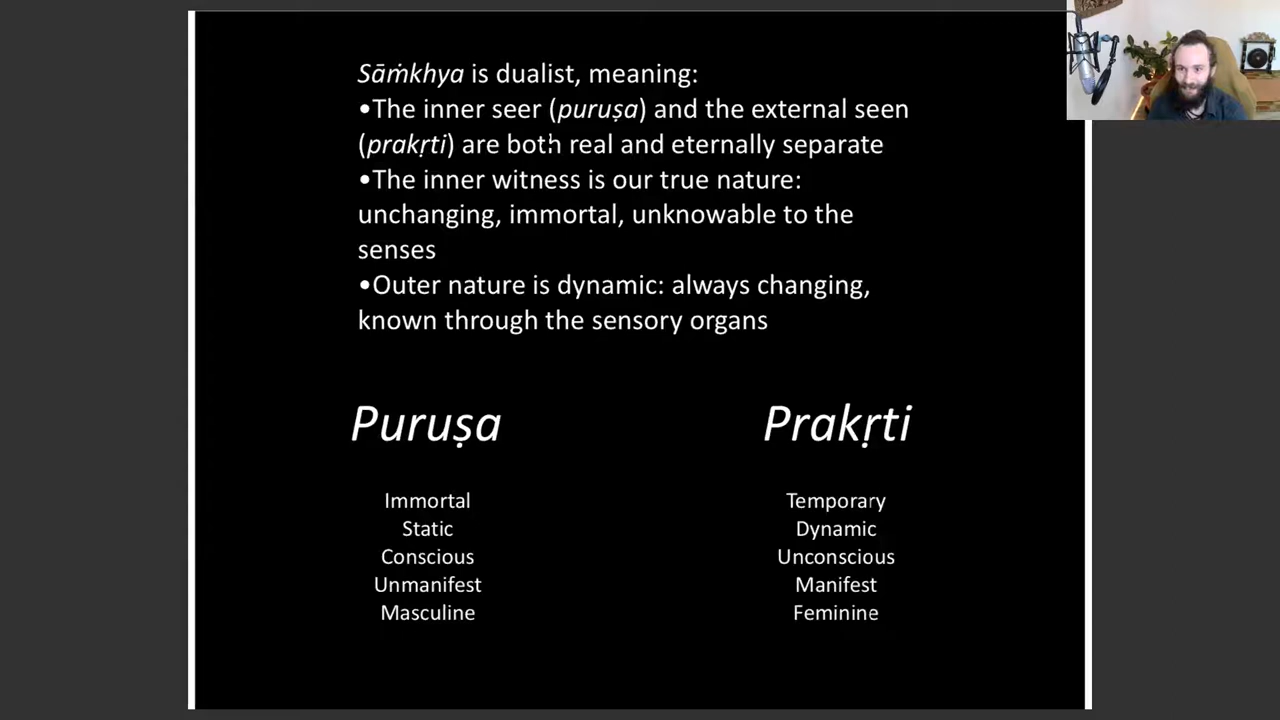 Sāṁkhya is dualist, meaning:
•The inner seer (puruṣa) and the external seen
(prakṛti) are both real and eternally separate
•The inner witness is our true nature:
unchanging, immortal, unknowable to the
senses
•Outer nature is dynamic: always changing,
known through the sensory organs
Puruṣa
Prakṛti
Immortal
Static
Conscious
Unmanifest
Masculine
Temporary
Dynamic
Unconscious
Manifest
Feminine